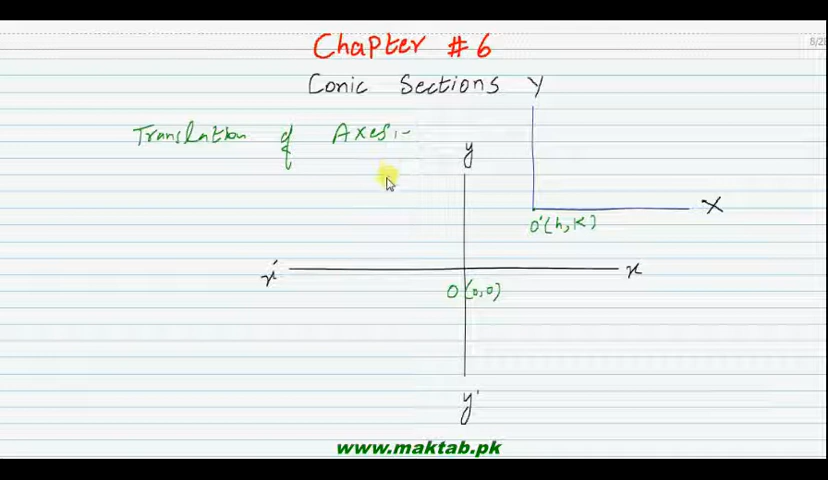 Chapter # 6
Conic Sections
Y
Translation of Axes:-
y
X
O'(h,K)
x'
x
O(0,0)
y'
www.maktab.pk